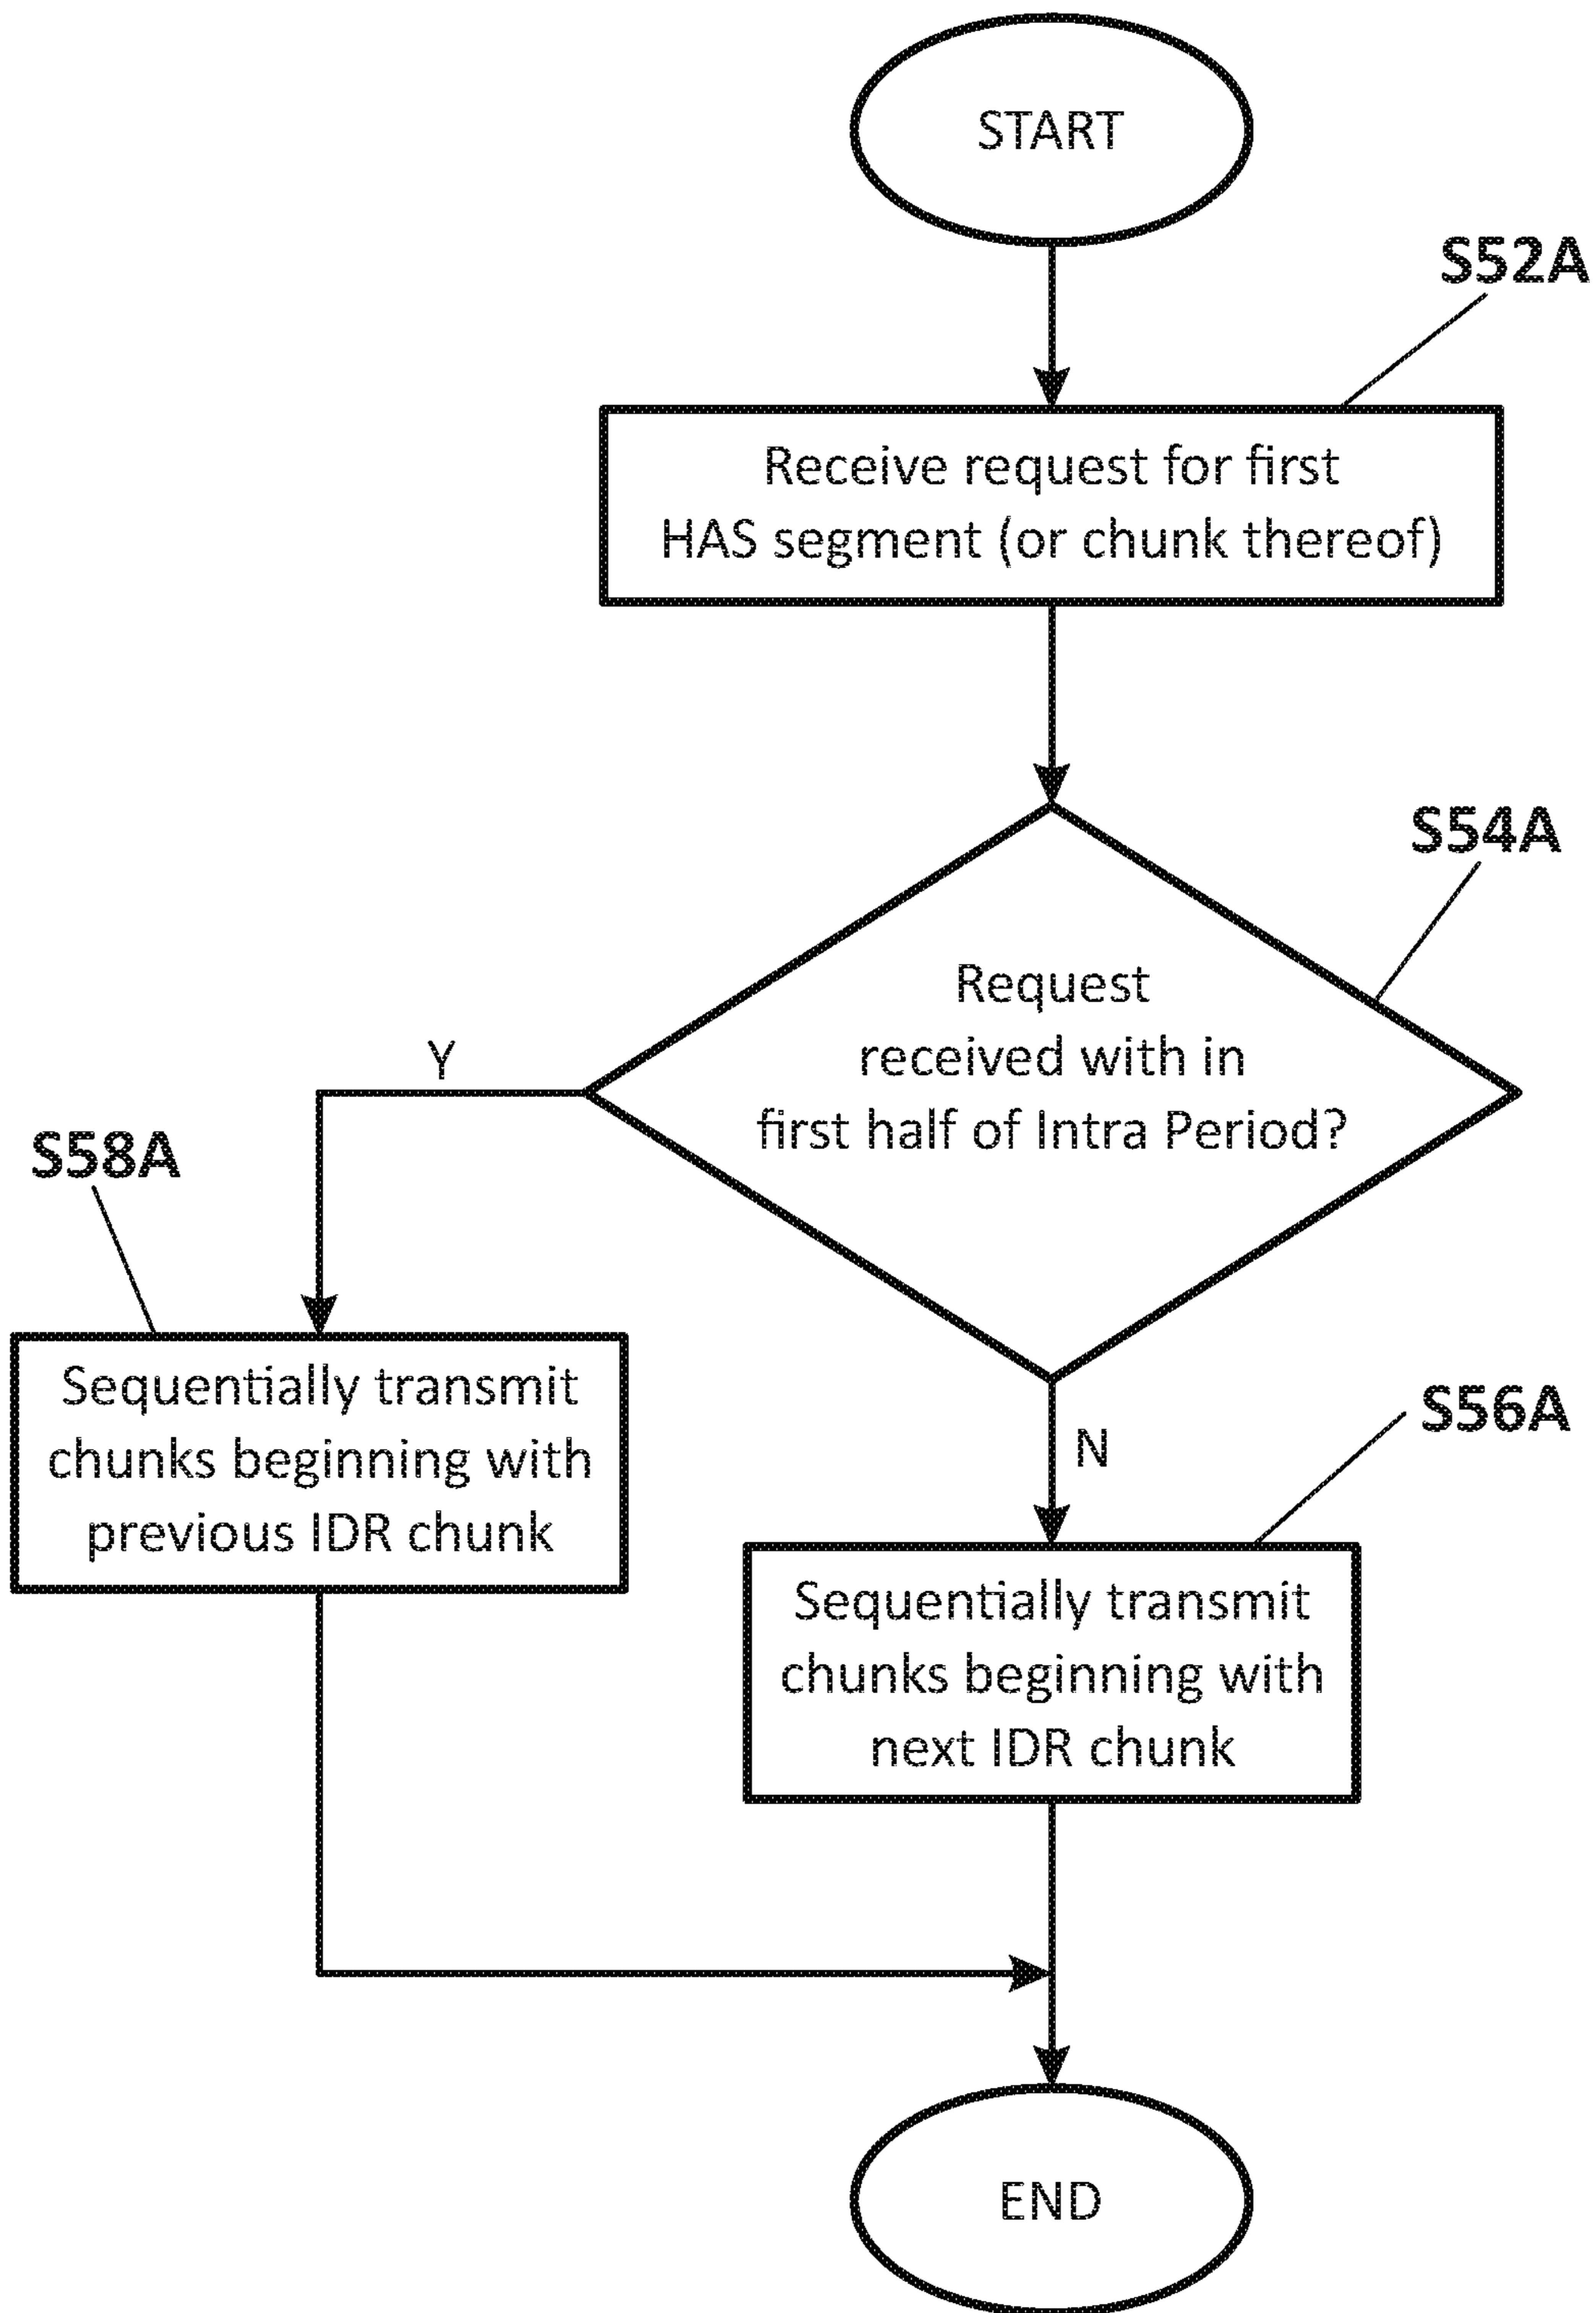 START
S52A
Receive request for first
HAS segment (or chunk thereof)
S54A
Request
received with in
first half of Intra Period?
Y
S58A
Sequentially transmit
chunks beginning with
previous IDR chunk
N
S56A
Sequentially transmit
chunks beginning with
next IDR chunk
END